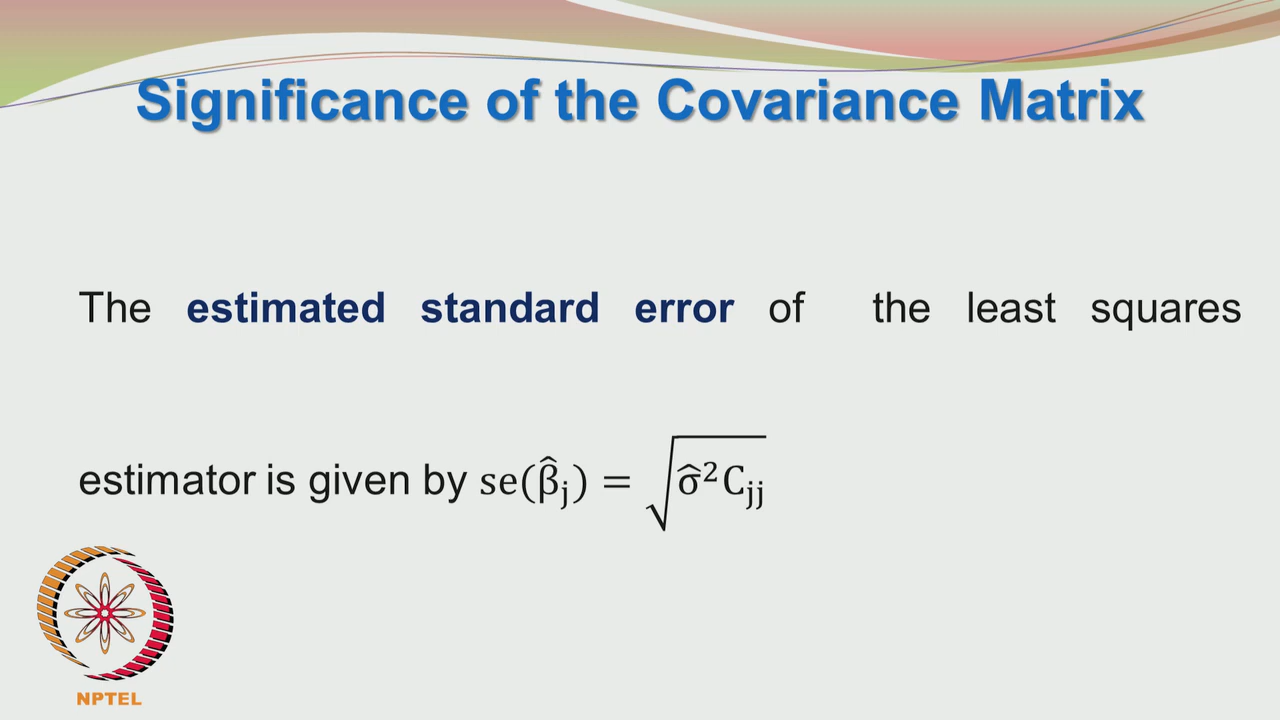 Significance of the Covariance Matrix
The estimated standard error of the least squares
estimator is given by se(β̂ⱼ) = √σ̂²Cⱼⱼ
NPTEL